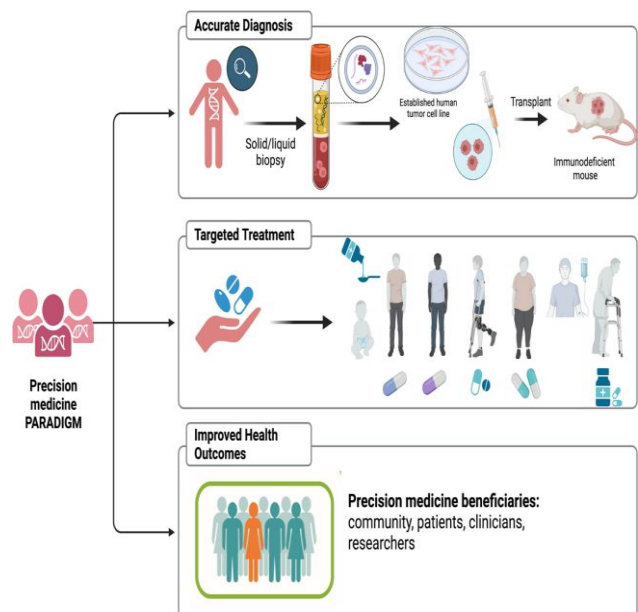 Accurate Diagnosis
Solid/liquid
biopsy
Established human
tumor cell line
Transplant
Immunodeficient
mouse
Targeted Treatment
Precision
medicine
PARADIGM
Improved Health
Outcomes
Precision medicine beneficiaries:
community, patients, clinicians,
researchers